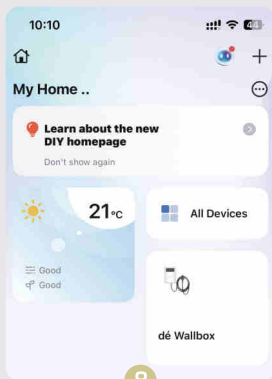 10:10
44
My Home ..
Learn about the new
DIY homepage
Don't show again
21°C
All Devices
Good
Good
dé Wallbox